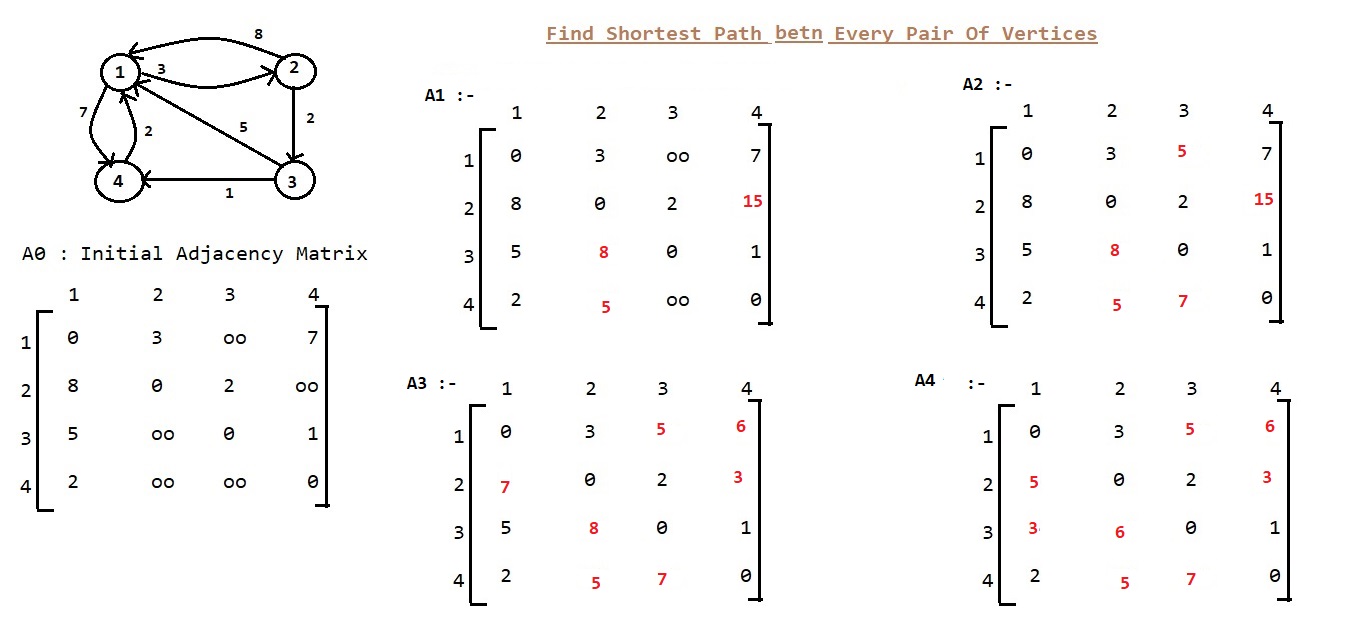 Find Shortest Path betn Every Pair Of Vertices
8
1 3 2
7 2 5 2
4 1 3
A0 : Initial Adjacency Matrix
1 2 3 4
1 0 3 oo 7
2 8 0 2 oo
3 5 oo 0 1
4 2 oo oo 0
A1 :-
1 2 3 4
1 0 3 oo 7
2 8 0 2 15
3 5 8 0 1
4 2 5 oo 0
A2 :-
1 2 3 4
1 0 3 5 7
2 8 0 2 15
3 5 8 0 1
4 2 5 7 0
A3 :-
1 2 3 4
1 0 3 5 6
2 7 0 2 3
3 5 8 0 1
4 2 5 7 0
A4 :-
1 2 3 4
1 0 3 5 6
2 5 0 2 3
3 3 6 0 1
4 2 5 7 0